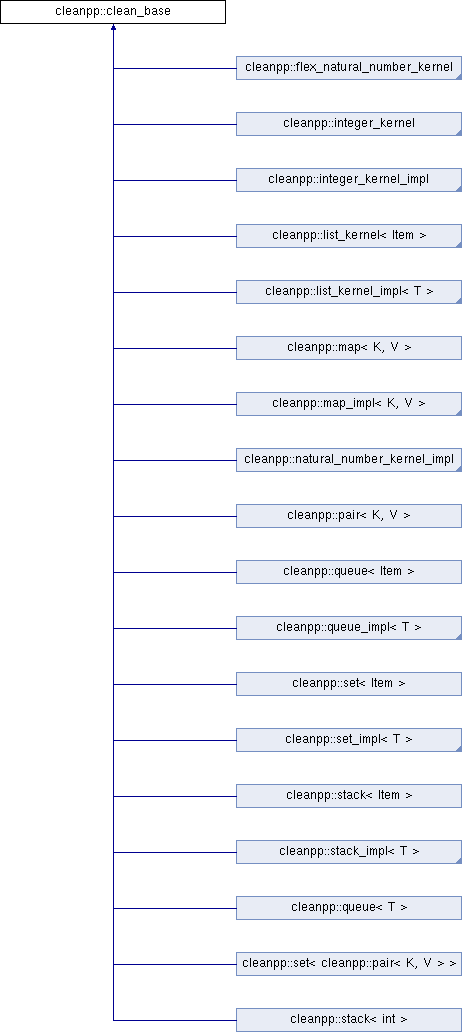 cleanpp::clean_base
cleanpp::flex_natural_number_kernel
cleanpp::integer_kernel
cleanpp::integer_kernel_impl
cleanpp::list_kernel< Item >
cleanpp::list_kernel_impl< T >
cleanpp::map< K, V >
cleanpp::map_impl< K, V >
cleanpp::natural_number_kernel_impl
cleanpp::pair< K, V >
cleanpp::queue< Item >
cleanpp::queue_impl< T >
cleanpp::set< Item >
cleanpp::set_impl< T >
cleanpp::stack< Item >
cleanpp::stack_impl< T >
cleanpp::queue< T >
cleanpp::set< cleanpp::pair< K, V > >
cleanpp::stack< int >